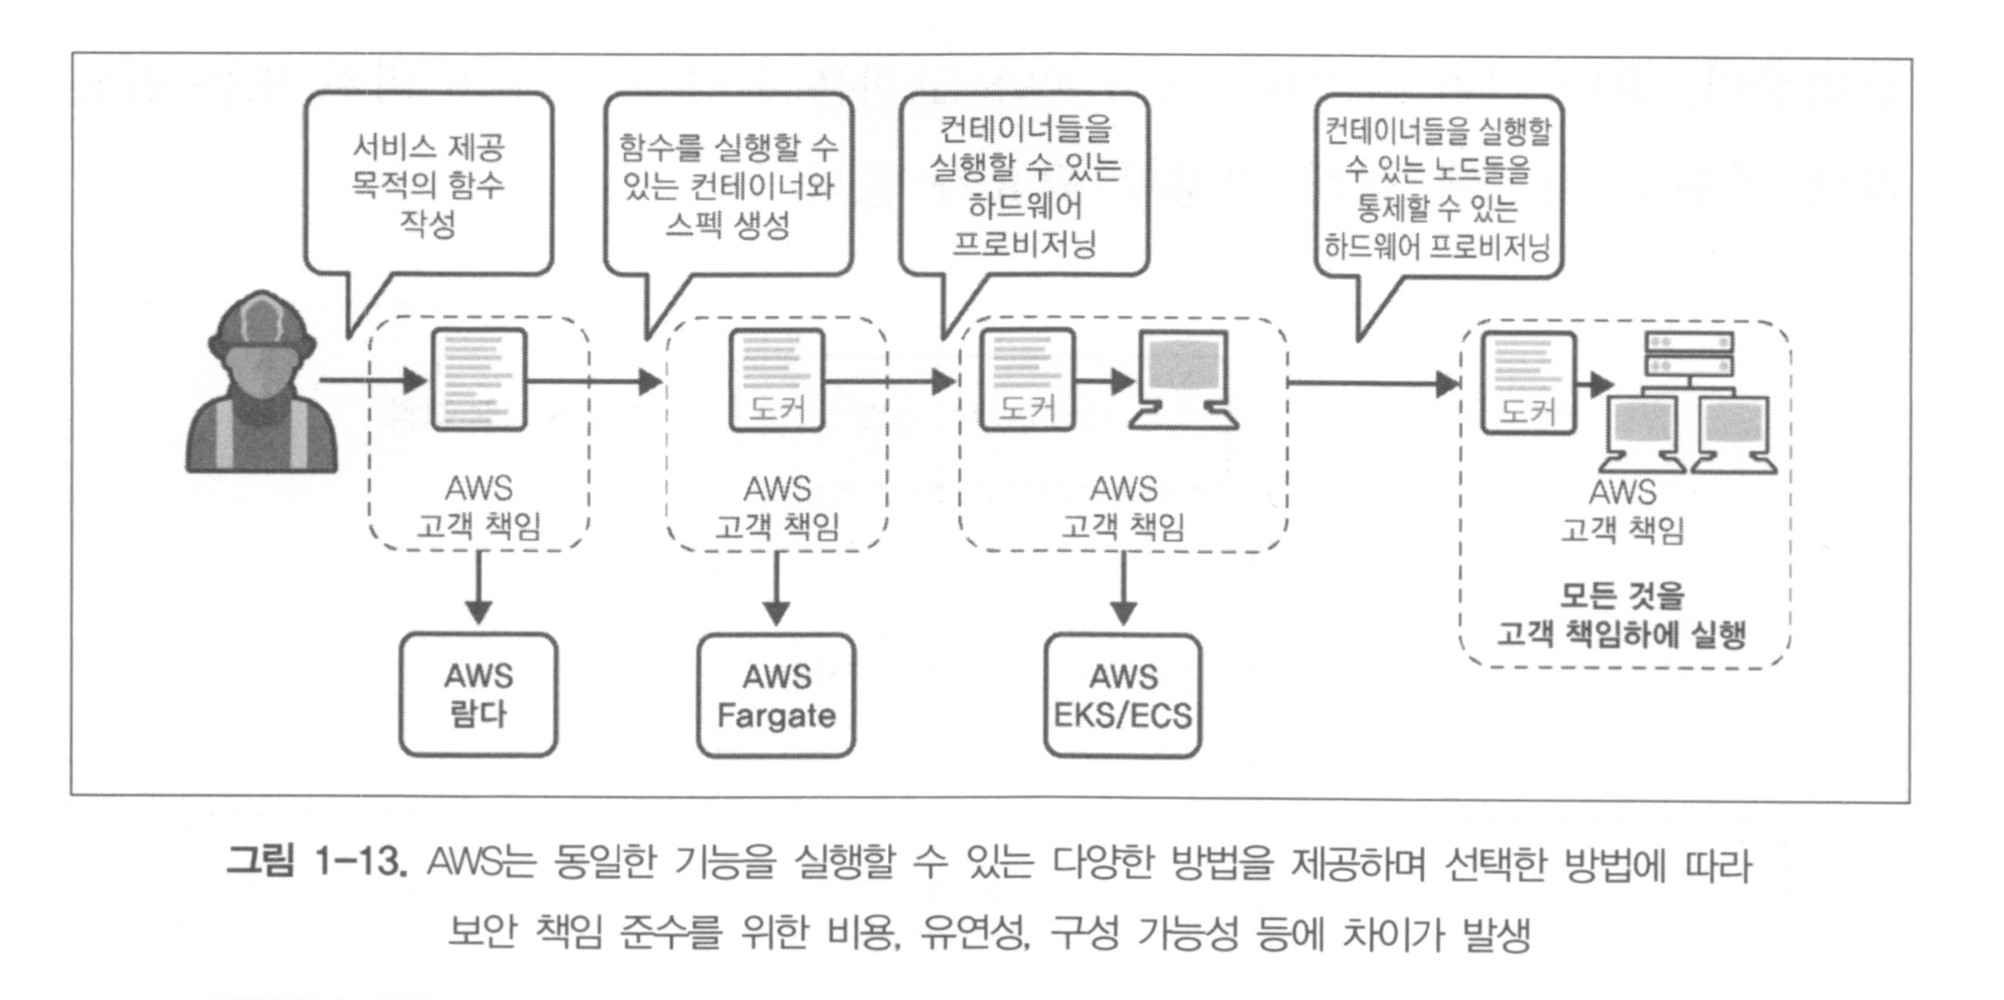 서비스 제공
목적의 함수
작성
함수를 실행할 수
있는 컨테이너와
스펙 생성
컨테이너들을
실행할 수 있는
하드웨어
프로비저닝
컨테이너들을 실행할
수 있는 노드들을
통제할 수 있는
하드웨어 프로비저닝
도커
도커
도커
AWS
고객 책임
AWS
고객 책임
AWS
고객 책임
AWS
고객 책임
모든 것을
고객 책임하에 실행
AWS
람다
AWS
Fargate
AWS
EKS/ECS
그림 1-13. AWS는 동일한 기능을 실행할 수 있는 다양한 방법을 제공하며 선택한 방법에 따라
보안 책임 준수를 위한 비용, 유연성, 구성 가능성 등에 차이가 발생